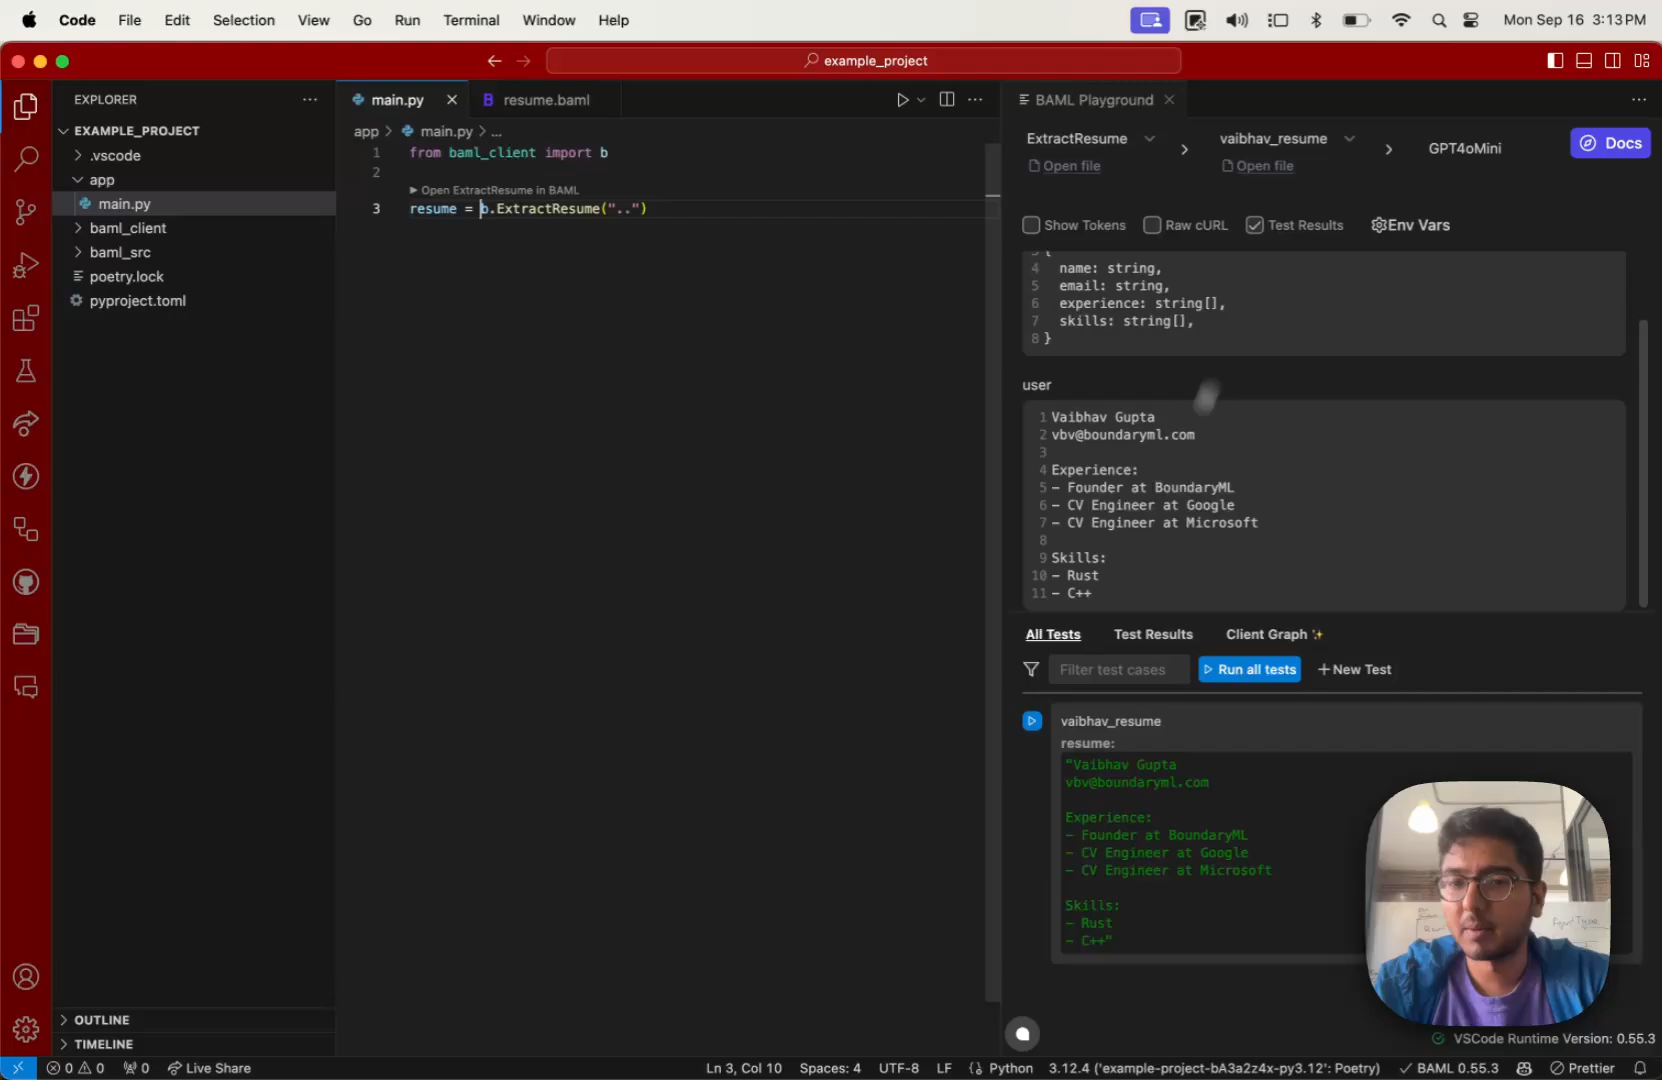 Code File Edit Selection View Go Run Terminal Window Help Mon Sep 16 3:13PM
example_project
EXPLORER
EXAMPLE_PROJECT
.vscode
app
main.py
baml_client
baml_src
poetry.lock
pyproject.toml
OUTLINE
TIMELINE
main.py resume.baml
app main.py ...
1 from baml_client import b
2
Open ExtractResume in BAML
3 resume = b.ExtractResume("..")
BAML Playground
ExtractResume vaibhav_resume GPT4oMini Docs
Open file Open file
Show Tokens Raw cURL Test Results Env Vars
3 {
4 name: string,
5 email: string,
6 experience: string[],
7 skills: string[],
8 }
user
1 Vaibhav Gupta
2 vbv@boundaryml.com
3
4 Experience:
5 - Founder at BoundaryML
6 - CV Engineer at Google
7 - CV Engineer at Microsoft
8
9 Skills:
10 - Rust
11 - C++
All Tests Test Results Client Graph
Filter test cases Run all tests +New Test
vaibhav_resume
resume:
"Vaibhav Gupta
vbv@boundaryml.com
Experience:
- Founder at BoundaryML
- CV Engineer at Google
- CV Engineer at Microsoft
Skills:
- Rust
- C++"
VSCode Runtime Version: 0.55.3
0 0 0 Live Share Ln 3, Col 10 Spaces: 4 UTF-8 LF Python 3.12.4 ('example-project-bA3a2z4x-py3.12': Poetry) BAML 0.55.3 Prettier